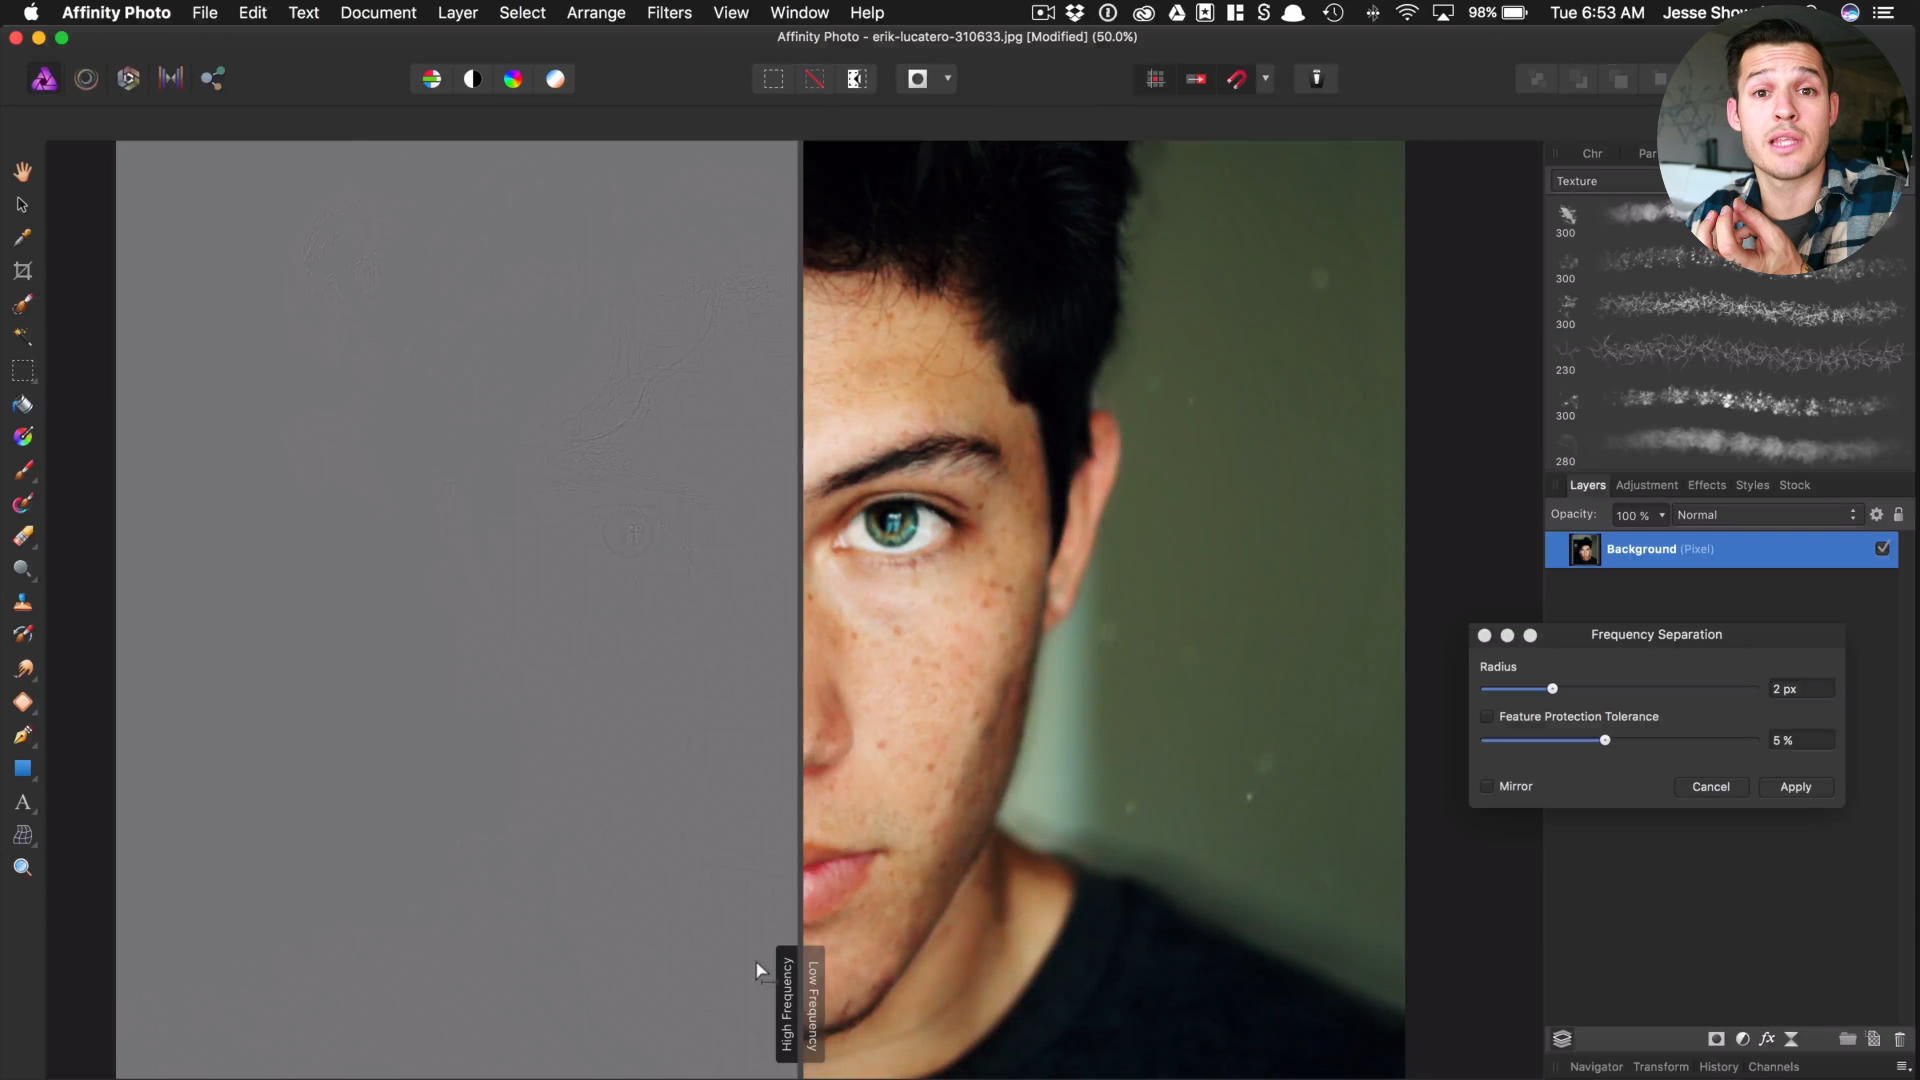 Affinity Photo File Edit Text Document Layer Select Arrange Filters View Window Help 98% Tue 6:53 AM Jesse Show
Affinity Photo - erik-lucatero-310633.jpg [Modified] (50.0%)
Chr Par
Texture
300
300
300
230
300
280
Layers Adjustment Effects Styles Stock
Opacity: 100 % Normal
Background (Pixel)
Frequency Separation
Radius
2 px
Feature Protection Tolerance
5 %
Mirror Cancel Apply
High Frequency
Low Frequency
Navigator Transform History Channels